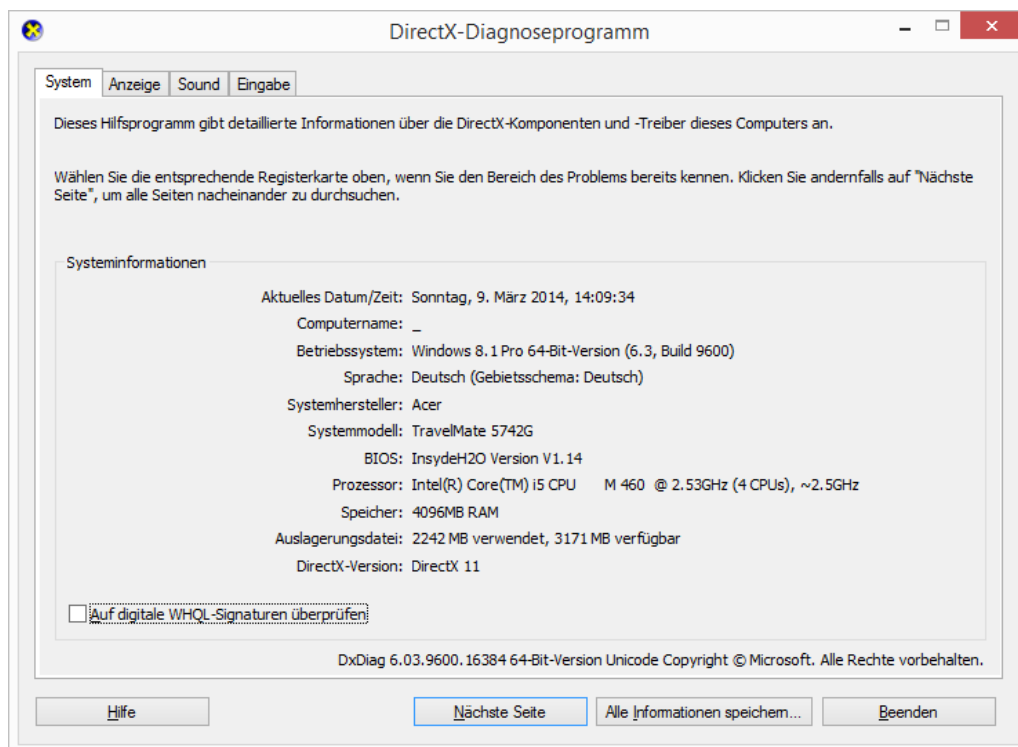 DirectX-Diagnoseprogramm
System Anzeige Sound Eingabe
Dieses Hilfsprogramm gibt detaillierte Informationen über die DirectX-Komponenten und -Treiber dieses Computers an.
Wählen Sie die entsprechende Registerkarte oben, wenn Sie den Bereich des Problems bereits kennen. Klicken Sie andernfalls auf "Nächste
Seite", um alle Seiten nacheinander zu durchsuchen.
Systeminformationen
Aktuelles Datum/Zeit: Sonntag, 9. März 2014, 14:09:34
Computername: _
Betriebssystem: Windows 8.1 Pro 64-Bit-Version (6.3, Build 9600)
Sprache: Deutsch (Gebietsschema: Deutsch)
Systemhersteller: Acer
Systemmodell: TravelMate 5742G
BIOS: InsydeH2O Version V1.14
Prozessor: Intel(R) Core(TM) i5 CPU M 460 @ 2.53GHz (4 CPUs), ~2.5GHz
Speicher: 4096MB RAM
Auslagerungsdatei: 2242 MB verwendet, 3171 MB verfügbar
DirectX-Version: DirectX 11
Auf digitale WHQL-Signaturen überprüfen
DxDiag 6.03.9600.16384 64-Bit-Version Unicode Copyright © Microsoft. Alle Rechte vorbehalten.
Hilfe Nächste Seite Alle Informationen speichern... Beenden